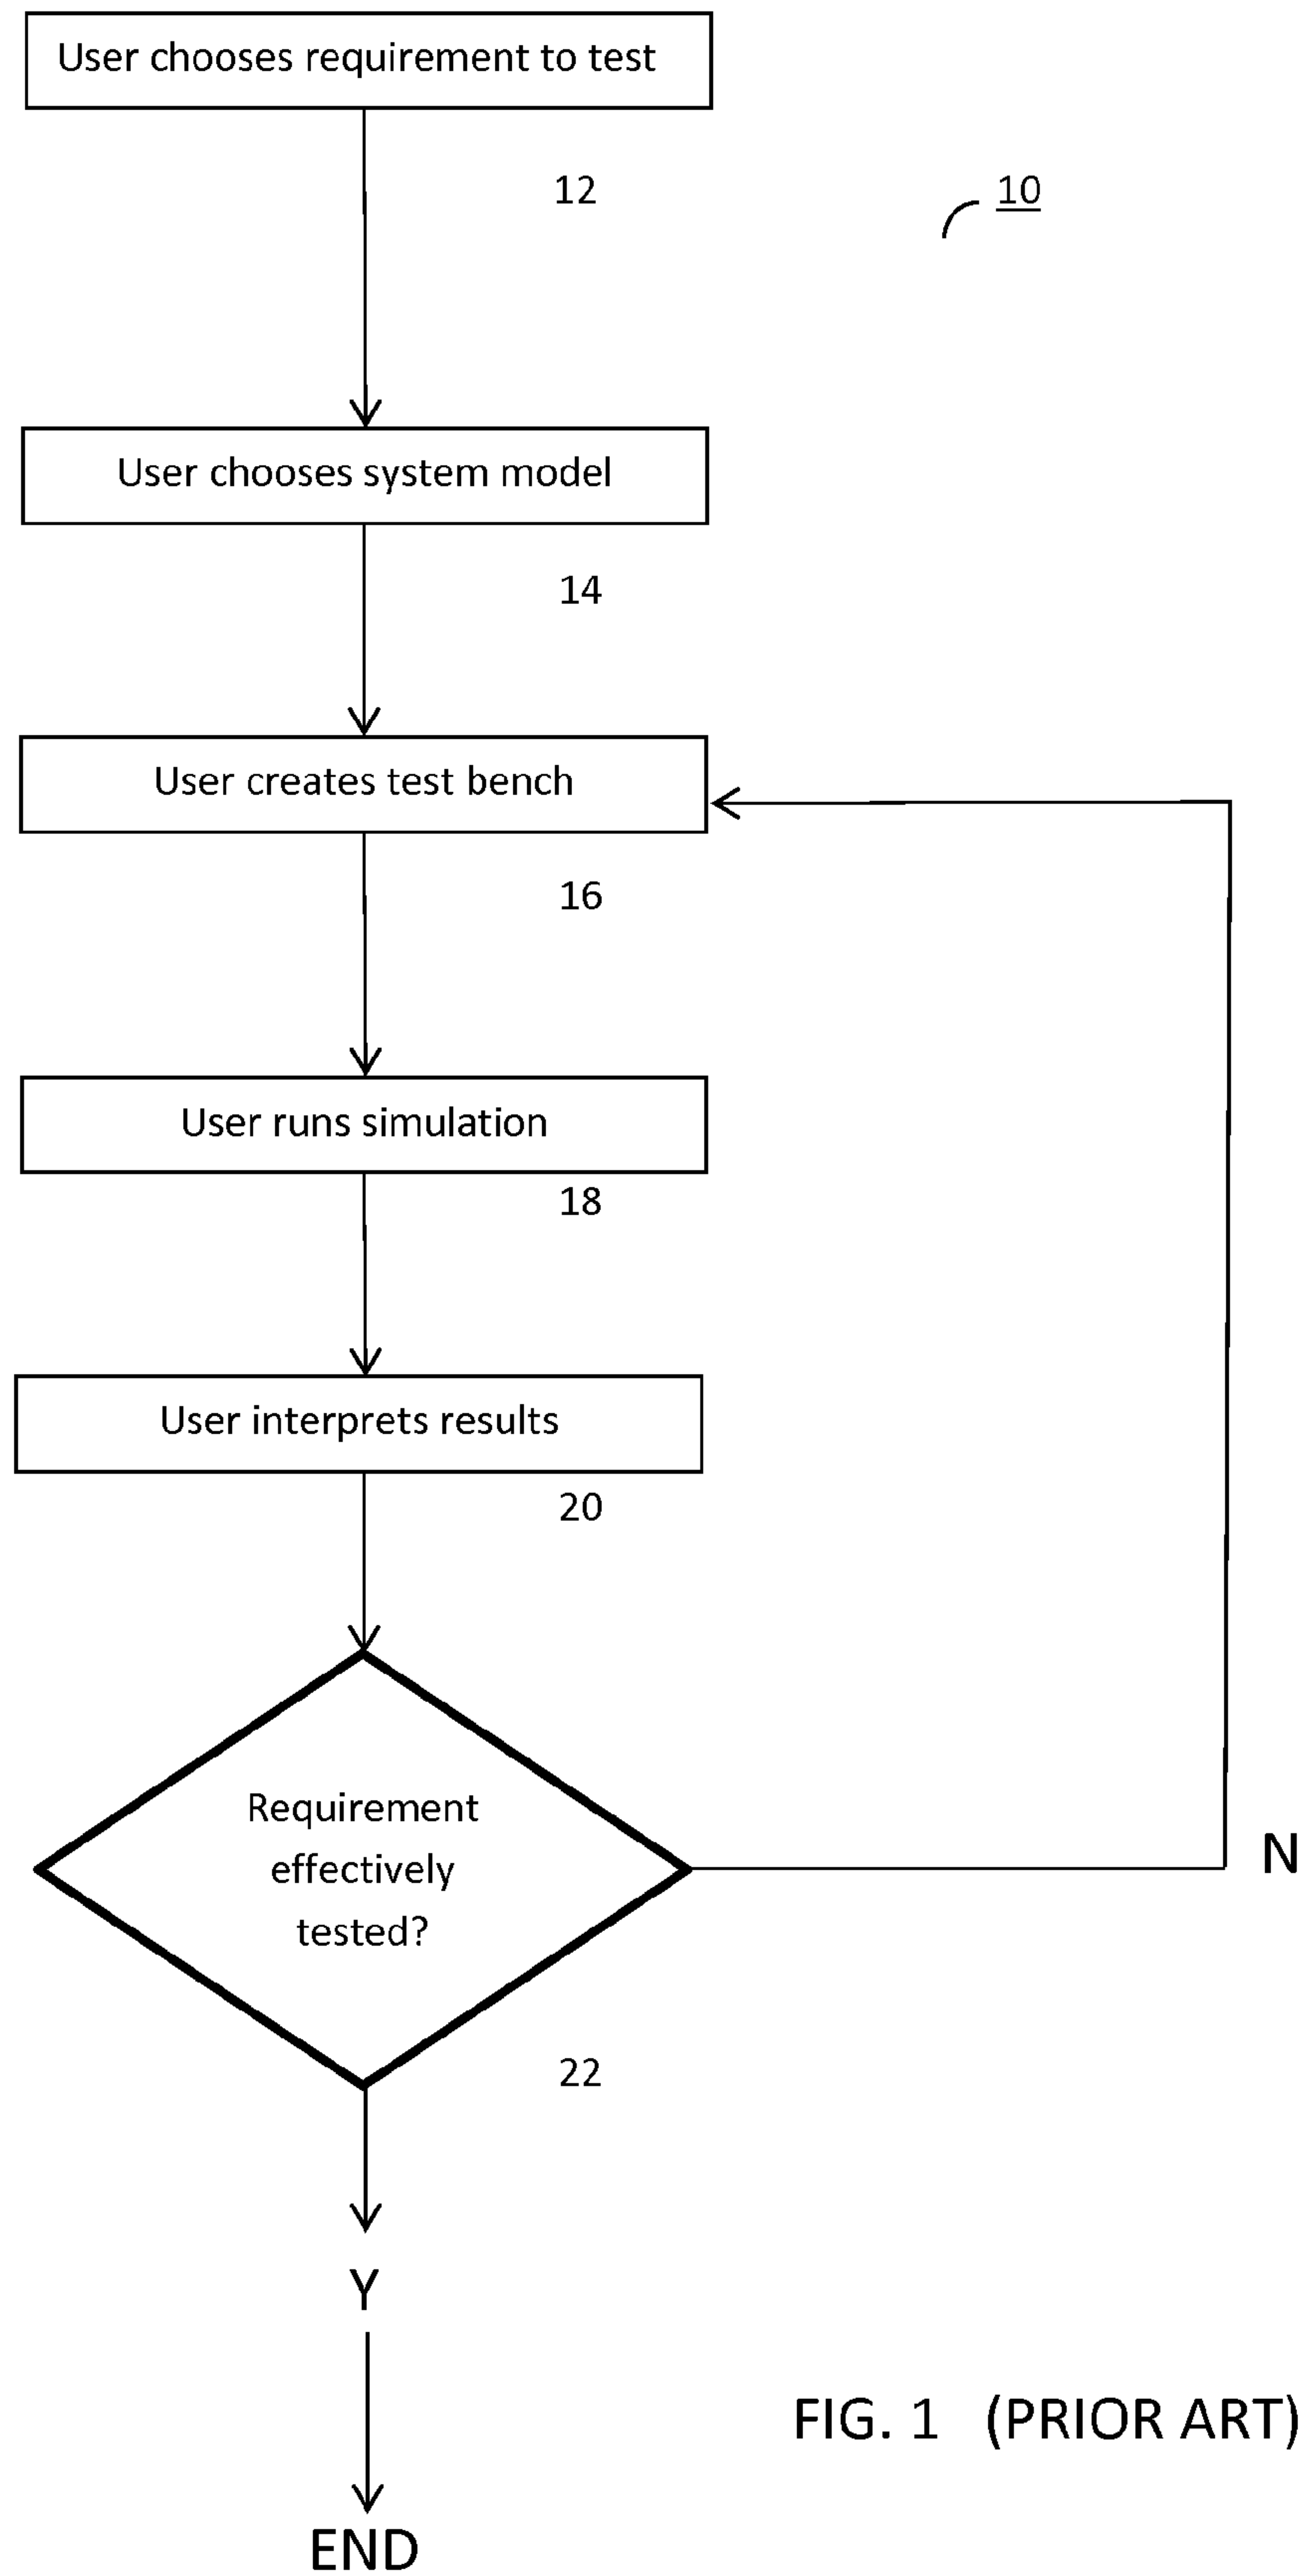 User chooses requirement to test
12
10
User chooses system model
14
User creates test bench
16
User runs simulation
18
User interprets results
20
Requirement
effectively
tested?
N
22
Y
FIG. 1 (PRIOR ART)
END